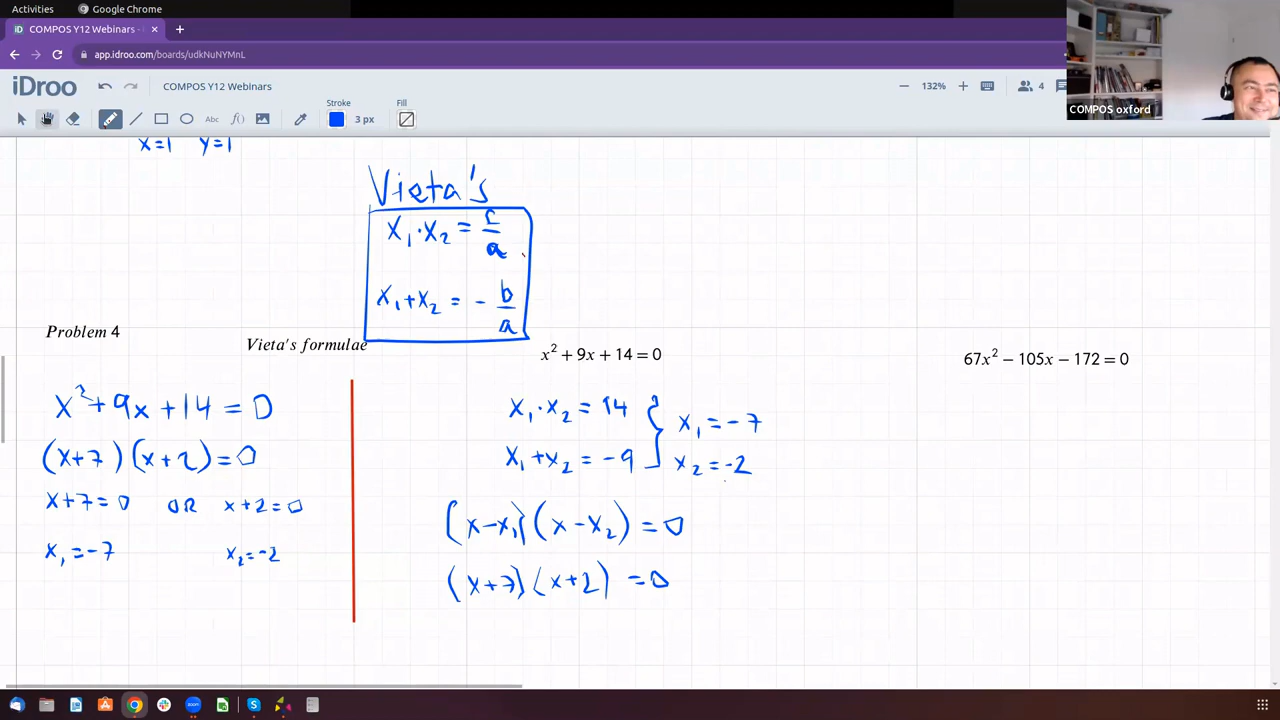 Activities Google Chrome
COMPOS Y12 Webinars -
app.idroo.com/boards/udkNuNYMnL
iDroo COMPOS Y12 Webinars 132% 4
Stroke Fill
Abc f() 3 px
COMPOS oxford
x=1 y=1
Vieta's
x₁·x₂ = c/a
x₁+x₂ = - b/a
Problem 4
Vieta's formulae
x² + 9x + 14 = 0
67x² − 105x − 172 = 0
x²+9x+14=0
(x+7)(x+2)=0
x+7=0 OR x+2=0
x₁=-7 x₂=-2
x₁·x₂=14 } x₁=-7
x₁+x₂=-9 x₂=-2
(x-x₁)(x-x₂)=0
(x+7)(x+2)=0